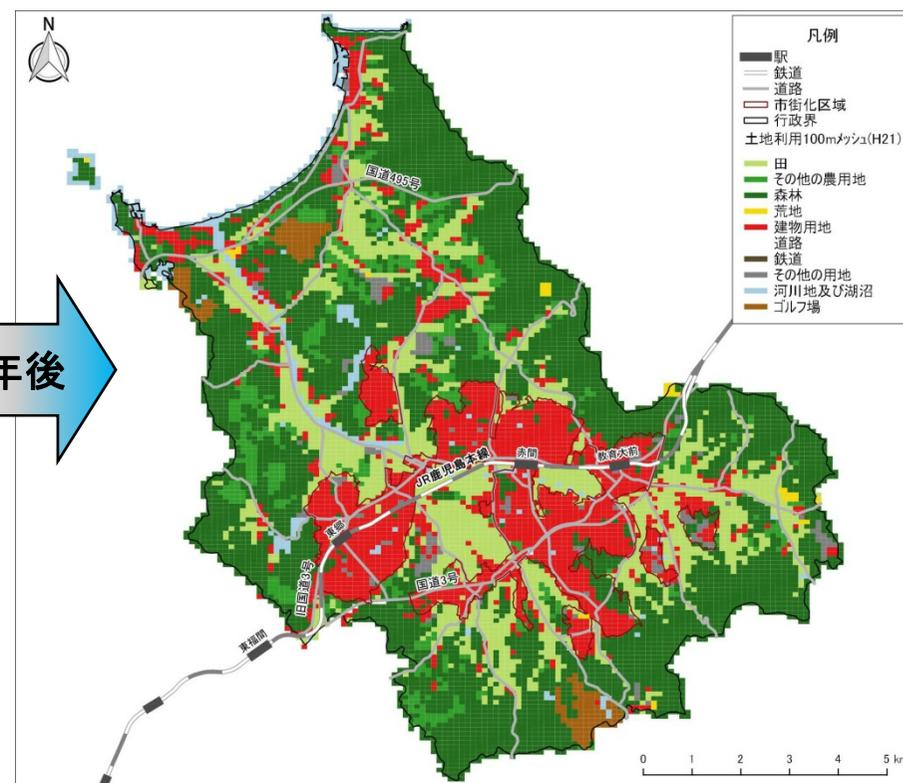 N
年後
凡例
駅
鉄道
道路
市街化区域
行政界
土地利用100mメッシュ(H21)
田
その他の農用地
森林
荒地
建物用地
道路
鉄道
その他の用地
河川地及び湖沼
ゴルフ場
国道495号
JR鹿児島本線
赤間
教育大前
東郷
旧国道3号
国道3号
東福間
0 1 2 3 4 5 km